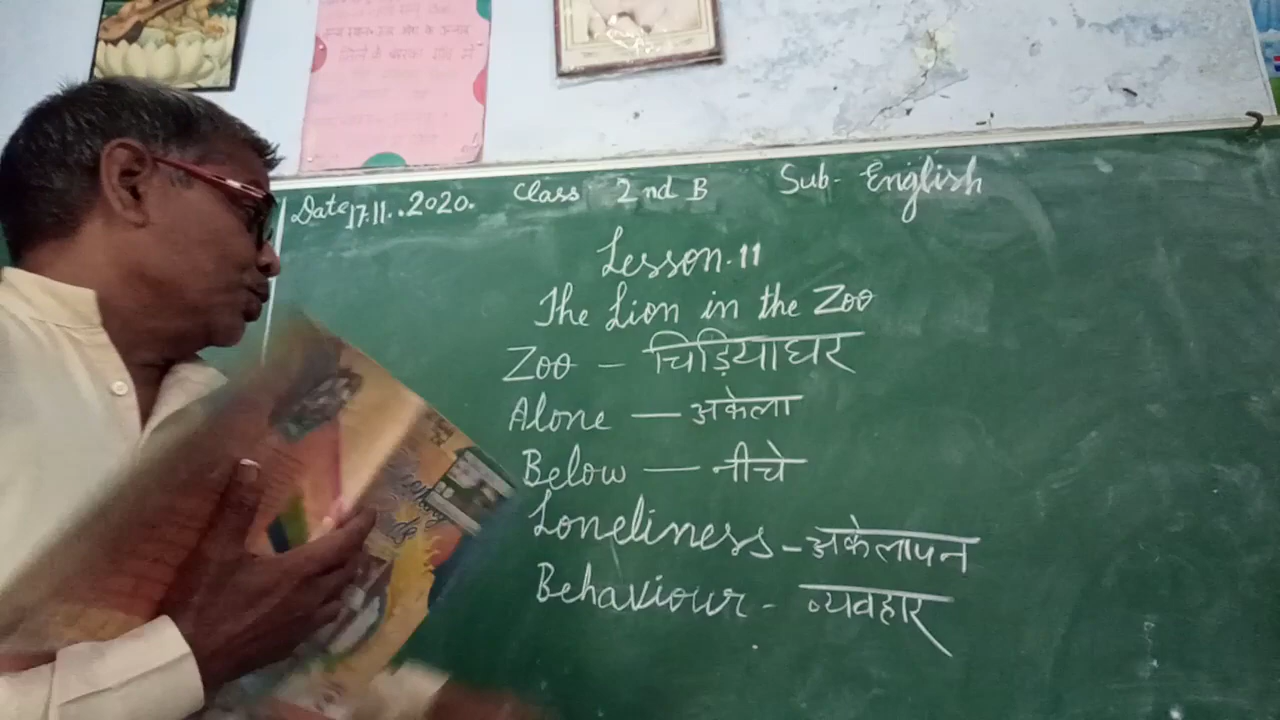 Date 17.11..2020. Class 2nd B Sub- English
Lesson.11
The Lion in the Zoo
Zoo — चिड़ियाघर
Alone — अकेला
Below — नीचे
Loneliness - अकेलापन
Behaviour - व्यवहार